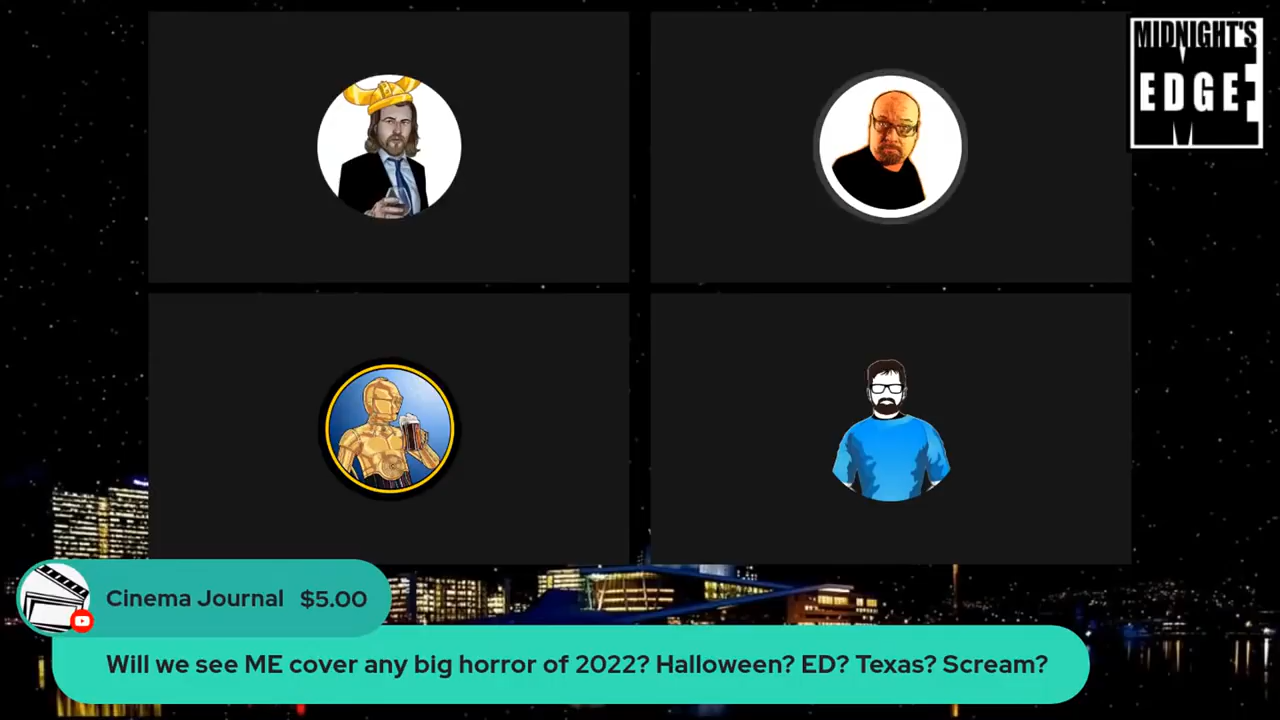 MIDNIGHT'S
EDGE
Cinema Journal $5.00
Will we see ME cover any big horror of 2022? Halloween? ED? Texas? Scream?